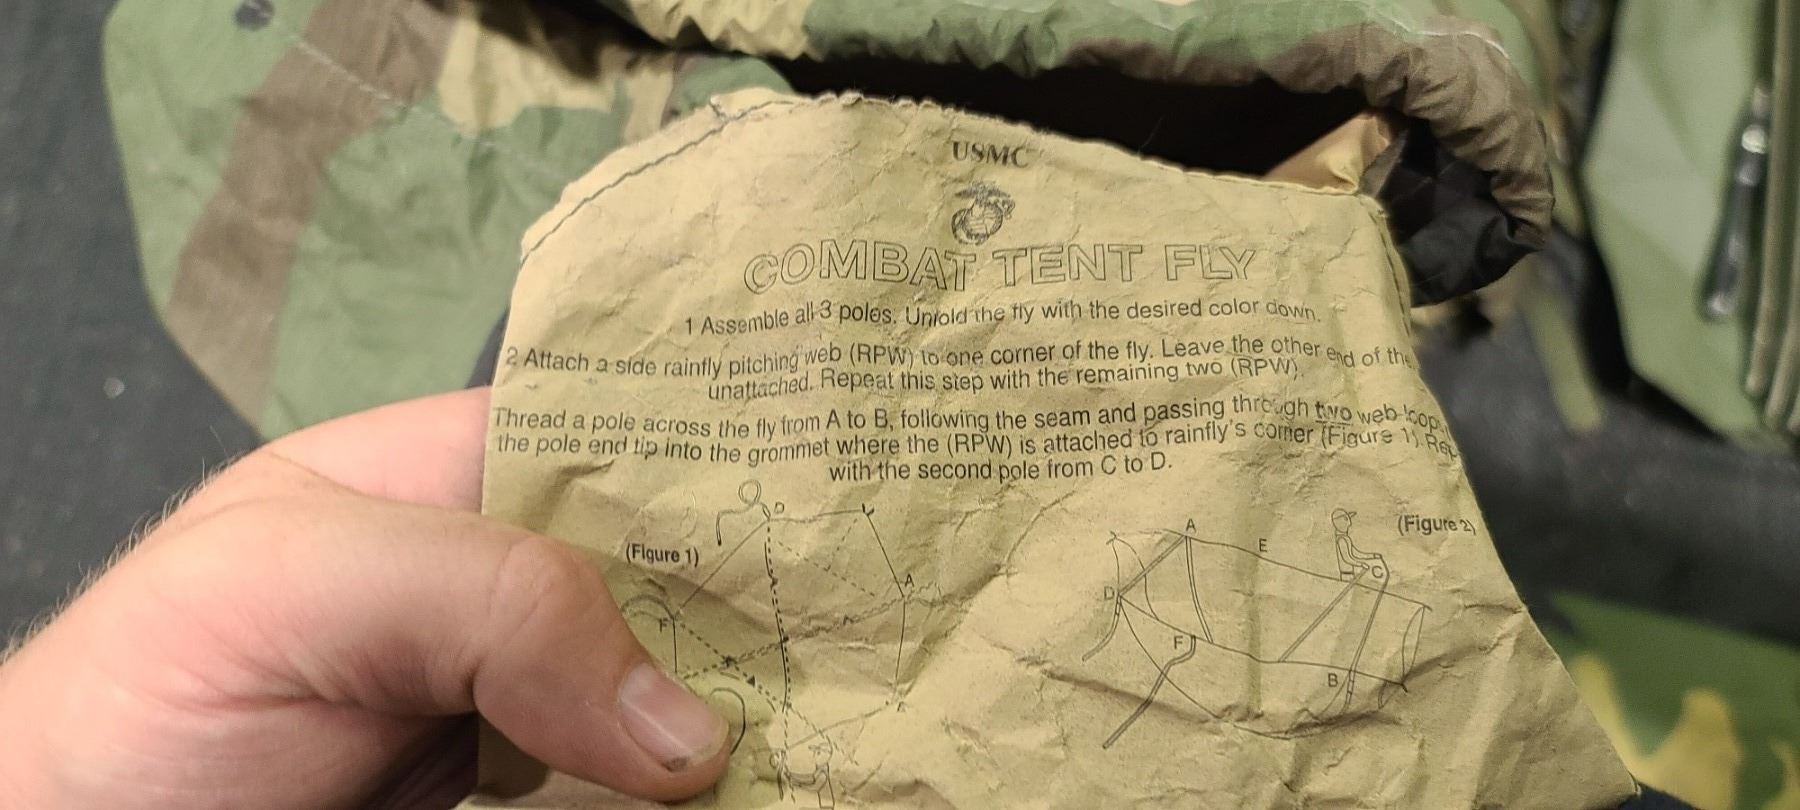 USMC
COMBAT TENT FLY
1 Assemble all 3 poles. Unfold the fly with the desired color down.
2 Attach a side rainfly pitching web (RPW) to one corner of the fly. Leave the other end of the
unattached. Repeat this step with the remaining two (RPW).
Thread a pole across the fly from A to B, following the seam and passing through two web loop
the pole end tip into the grommet where the (RPW) is attached to rainfly's corner (Figure 1). Rep
with the second pole from C to D.
(Figure 1)
D
A
F
(Figure 2)
A
E
C
D
F
B